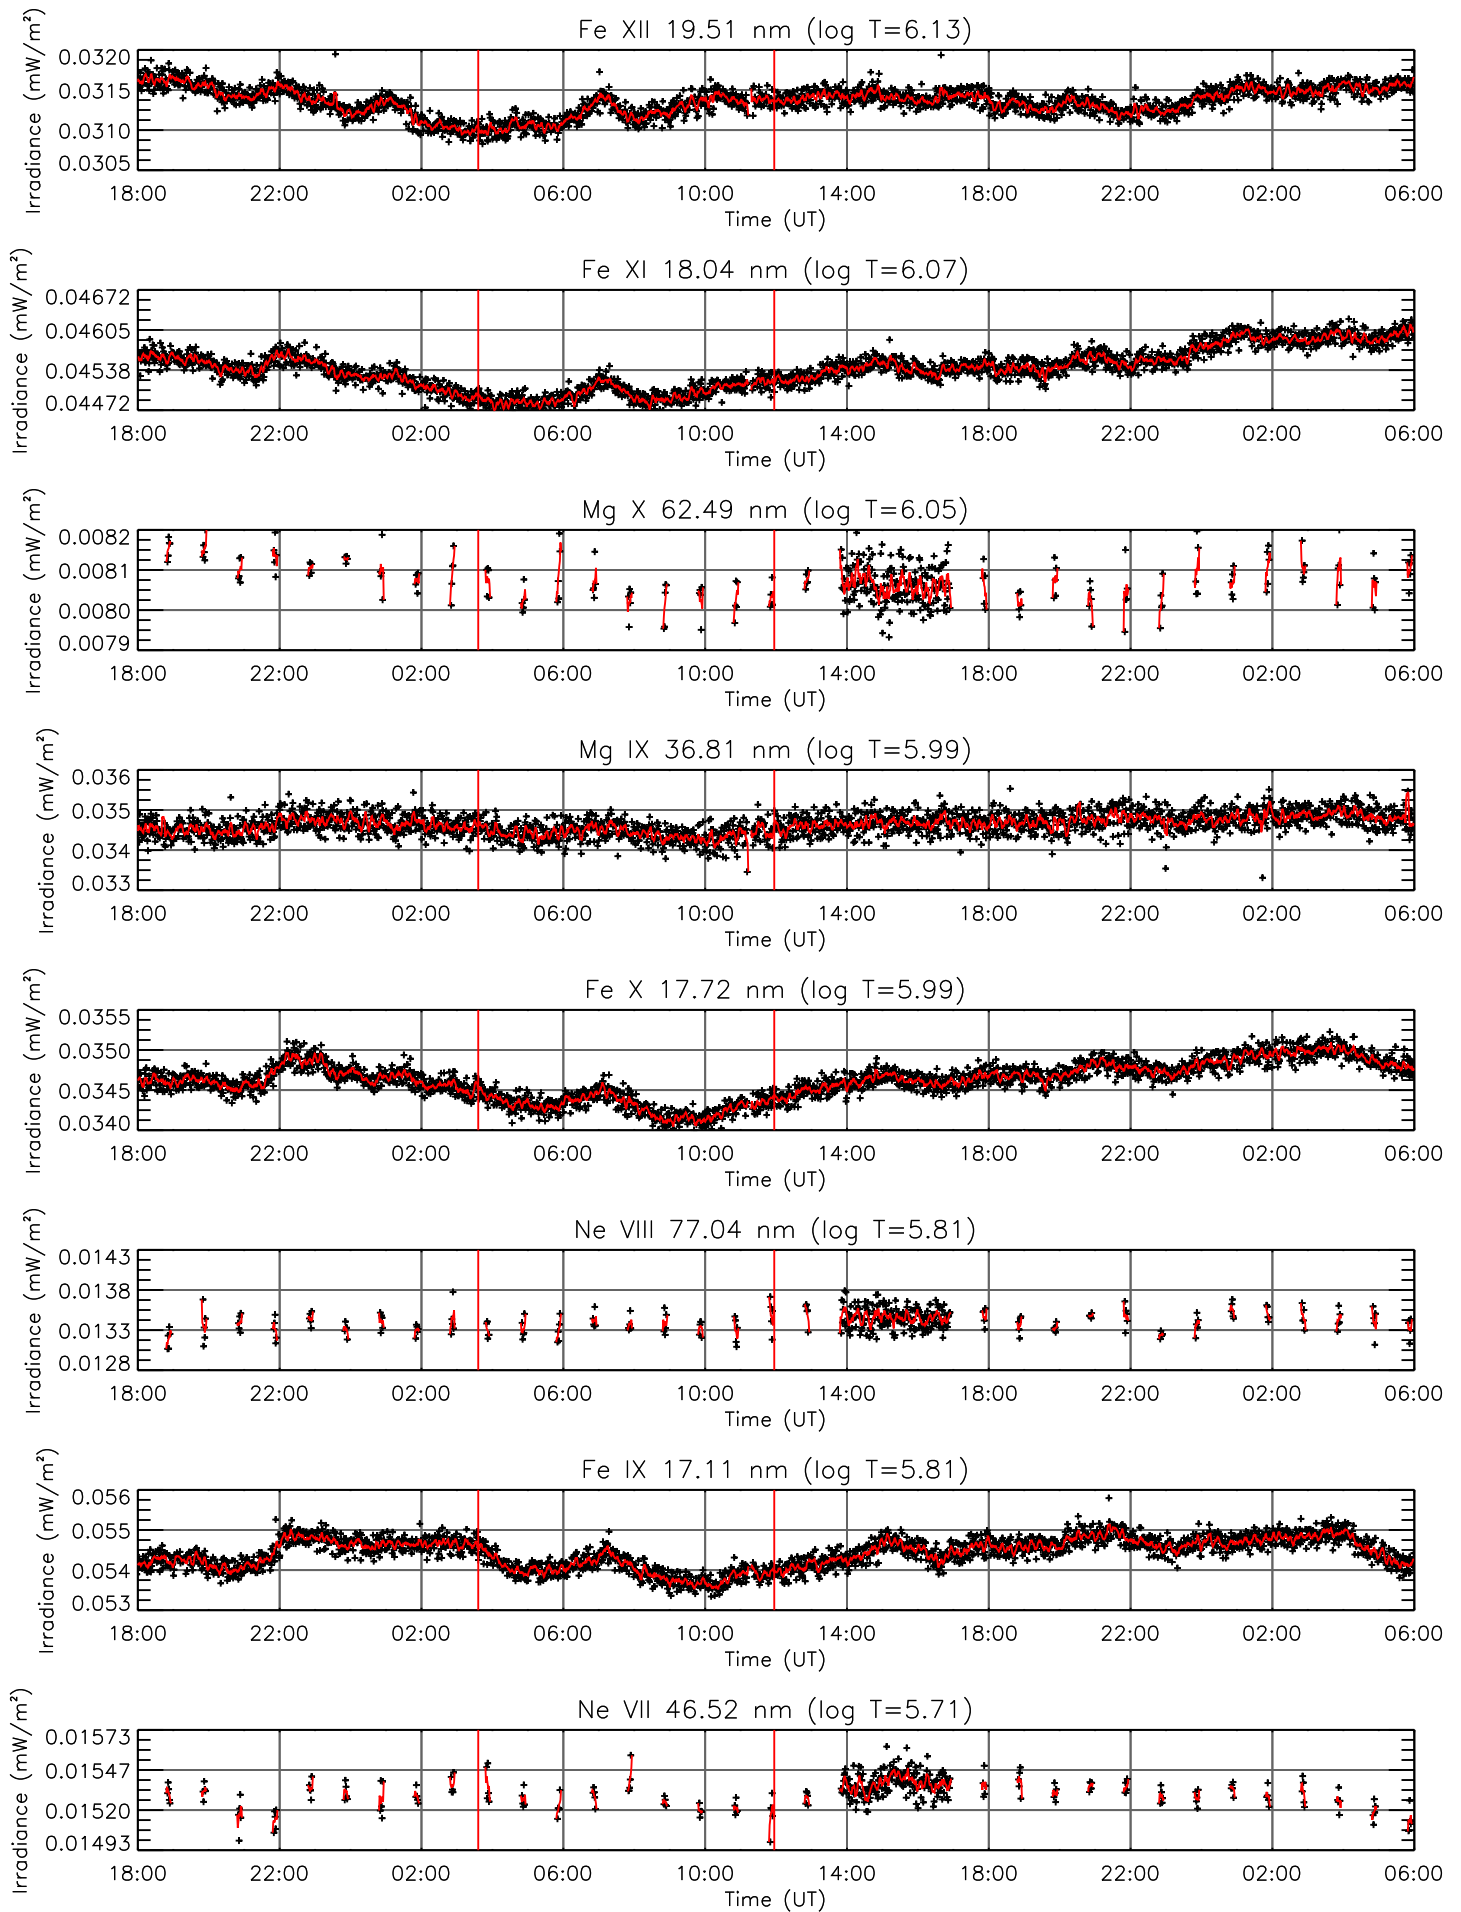 Fe XII 19.51 nm (log T=6.13)
Irradiance (mW/m²)
0.0320
0.0315
0.0310
0.0305
18:00 22:00 02:00 06:00 10:00 14:00 18:00 22:00 02:00 06:00
Time (UT)
Fe XI 18.04 nm (log T=6.07)
Irradiance (mW/m²)
0.04672
0.04605
0.04538
0.04472
18:00 22:00 02:00 06:00 10:00 14:00 18:00 22:00 02:00 06:00
Time (UT)
Mg X 62.49 nm (log T=6.05)
Irradiance (mW/m²)
0.0082
0.0081
0.0080
0.0079
18:00 22:00 02:00 06:00 10:00 14:00 18:00 22:00 02:00 06:00
Time (UT)
Mg IX 36.81 nm (log T=5.99)
Irradiance (mW/m²)
0.036
0.035
0.034
0.033
18:00 22:00 02:00 06:00 10:00 14:00 18:00 22:00 02:00 06:00
Time (UT)
Fe X 17.72 nm (log T=5.99)
Irradiance (mW/m²)
0.0355
0.0350
0.0345
0.0340
18:00 22:00 02:00 06:00 10:00 14:00 18:00 22:00 02:00 06:00
Time (UT)
Ne VIII 77.04 nm (log T=5.81)
Irradiance (mW/m²)
0.0143
0.0138
0.0133
0.0128
18:00 22:00 02:00 06:00 10:00 14:00 18:00 22:00 02:00 06:00
Time (UT)
Fe IX 17.11 nm (log T=5.81)
Irradiance (mW/m²)
0.056
0.055
0.054
0.053
18:00 22:00 02:00 06:00 10:00 14:00 18:00 22:00 02:00 06:00
Time (UT)
Ne VII 46.52 nm (log T=5.71)
Irradiance (mW/m²)
0.01573
0.01547
0.01520
0.01493
18:00 22:00 02:00 06:00 10:00 14:00 18:00 22:00 02:00 06:00
Time (UT)